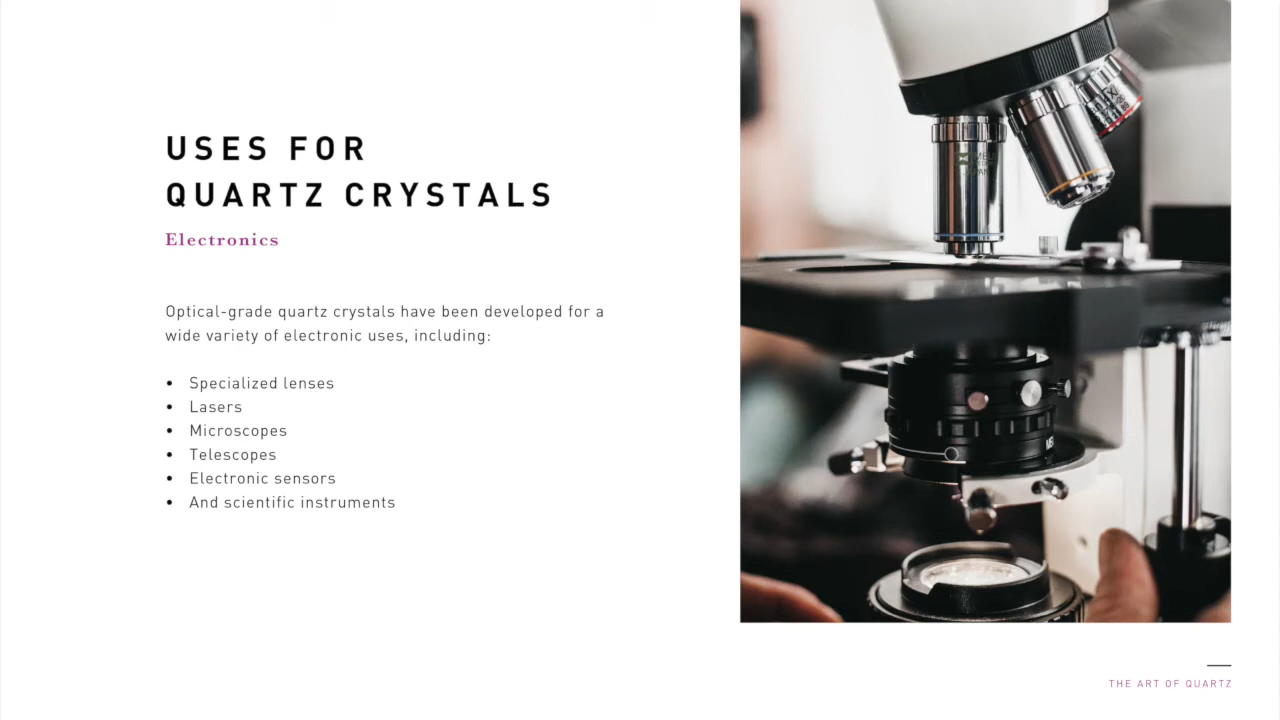 USES FOR
QUARTZ CRYSTALS
Electronics
Optical-grade quartz crystals have been developed for a
wide variety of electronic uses, including:
• Specialized lenses
• Lasers
• Microscopes
• Telescopes
• Electronic sensors
• And scientific instruments
THE ART OF QUARTZ